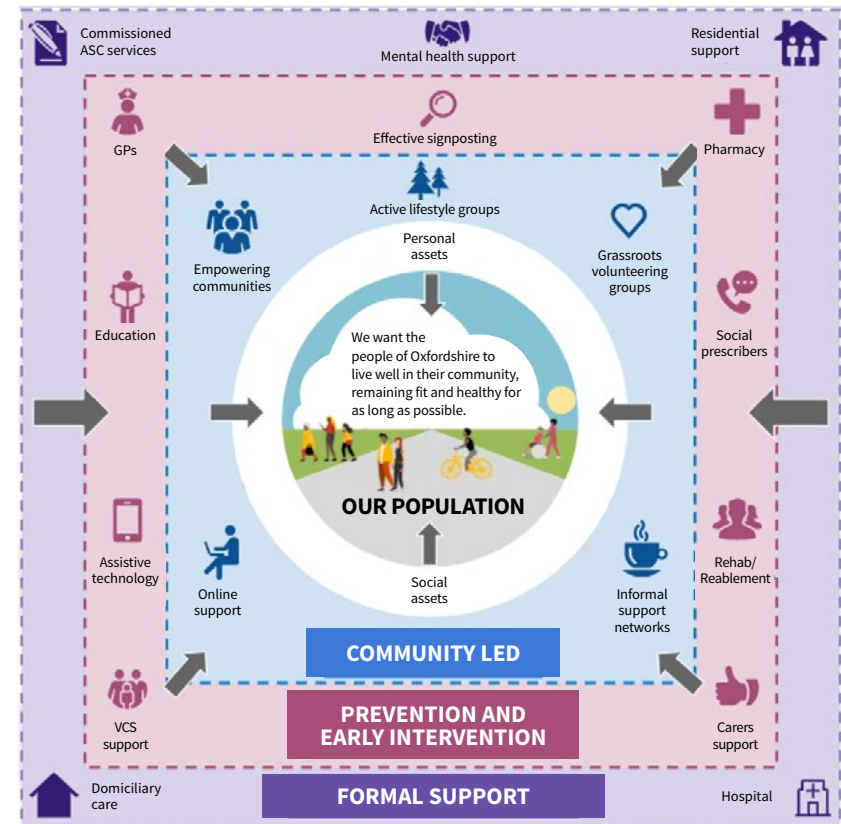 Commissioned
ASC services
Mental health support
Residential
support
GPs
Effective signposting
Pharmacy
Active lifestyle groups
Empowering
communities
Personal
assets
Grassroots
volunteering
groups
Education
Social
prescribers
We want the
people of Oxfordshire to
live well in their community,
remaining fit and healthy for
as long as possible.
OUR POPULATION
Assistive
technology
Online
support
Social
assets
Informal
support
networks
Rehab/
Reablement
COMMUNITY LED
VCS
support
PREVENTION AND
EARLY INTERVENTION
Carers
support
Domiciliary
care
FORMAL SUPPORT
Hospital